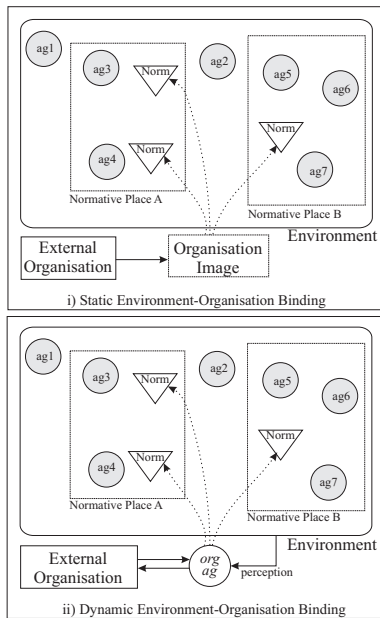 ag1
ag3
Norm
ag2
ag5
ag6
Norm
ag4
Norm
ag7
Normative Place A
Normative Place B
Environment
External
Organisation
Organisation
Image
i) Static Environment-Organisation Binding
ag1
ag3
Norm
ag2
ag5
ag6
Norm
ag4
Norm
ag7
Normative Place A
Normative Place B
Environment
External
Organisation
org
ag
perception
ii) Dynamic Environment-Organisation Binding